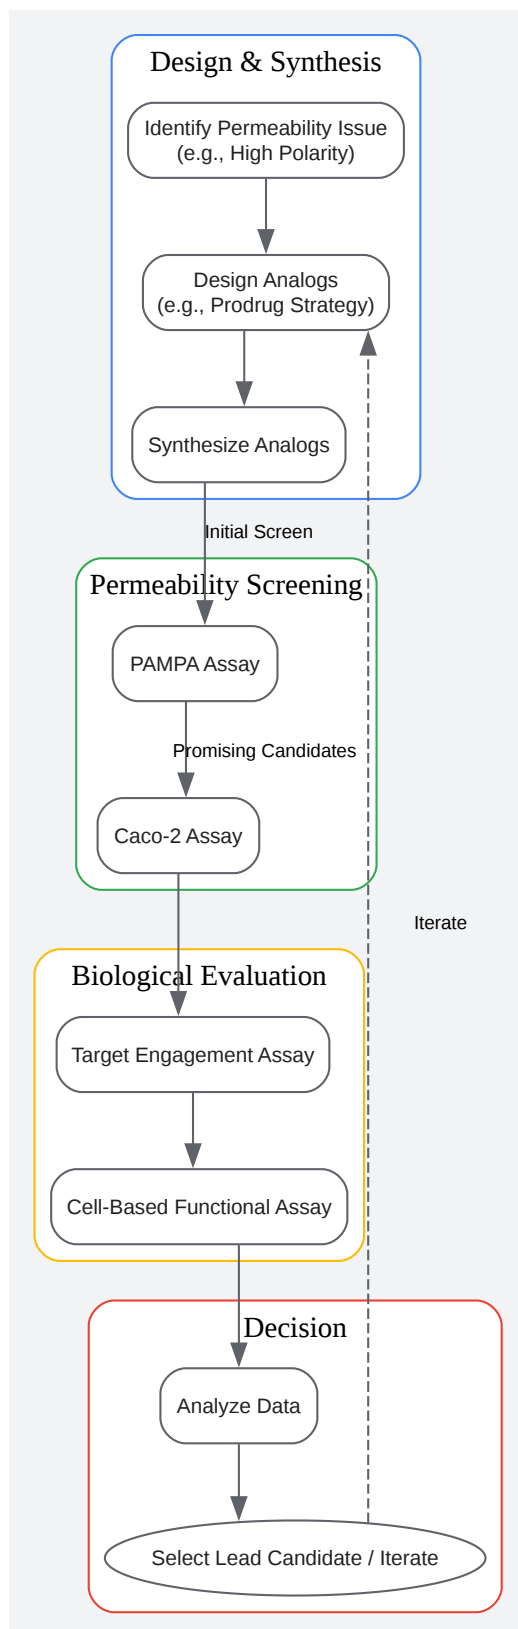 Design & Synthesis
Identify Permeability Issue
(e.g., High Polarity)
Design Analogs
(e.g., Prodrug Strategy)
Synthesize Analogs
Initial Screen
Permeability Screening
PAMPA Assay
Promising Candidates
Caco-2 Assay
Iterate
Biological Evaluation
Target Engagement Assay
Cell-Based Functional Assay
Decision
Analyze Data
Select Lead Candidate / Iterate